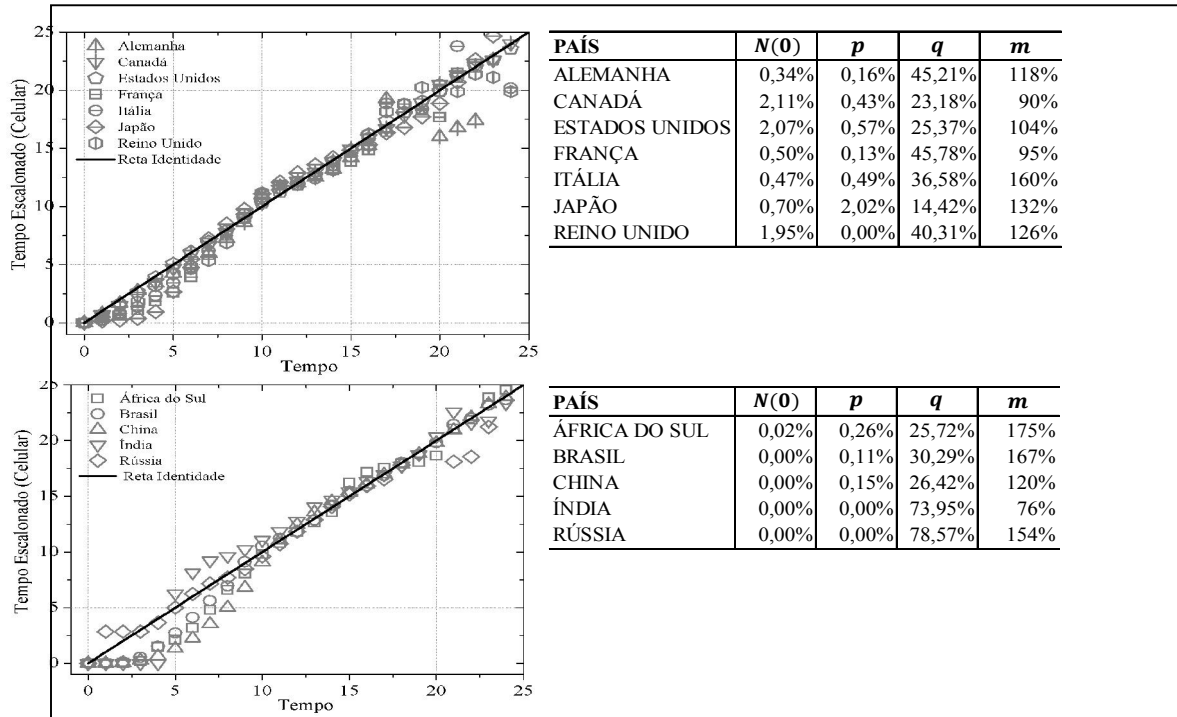 25
20
15
10
5
0
Tempo Escalonado (Celular)
Alemanha
Canadá
Estados Unidos
França
Itália
Japão
Reino Unido
Reta Identidade
0 5 10 15 20 25
Tempo
PAÍS N(0) p q m
ALEMANHA 0,34% 0,16% 45,21% 118%
CANADÁ 2,11% 0,43% 23,18% 90%
ESTADOS UNIDOS 2,07% 0,57% 25,37% 104%
FRANÇA 0,50% 0,13% 45,78% 95%
ITÁLIA 0,47% 0,49% 36,58% 160%
JAPÃO 0,70% 2,02% 14,42% 132%
REINO UNIDO 1,95% 0,00% 40,31% 126%
25
20
15
10
5
0
Tempo Escalonado (Celular)
África do Sul
Brasil
China
Índia
Rússia
Reta Identidade
0 5 10 15 20 25
Tempo
PAÍS N(0) p q m
ÁFRICA DO SUL 0,02% 0,26% 25,72% 175%
BRASIL 0,00% 0,11% 30,29% 167%
CHINA 0,00% 0,15% 26,42% 120%
ÍNDIA 0,00% 0,00% 73,95% 76%
RÚSSIA 0,00% 0,00% 78,57% 154%